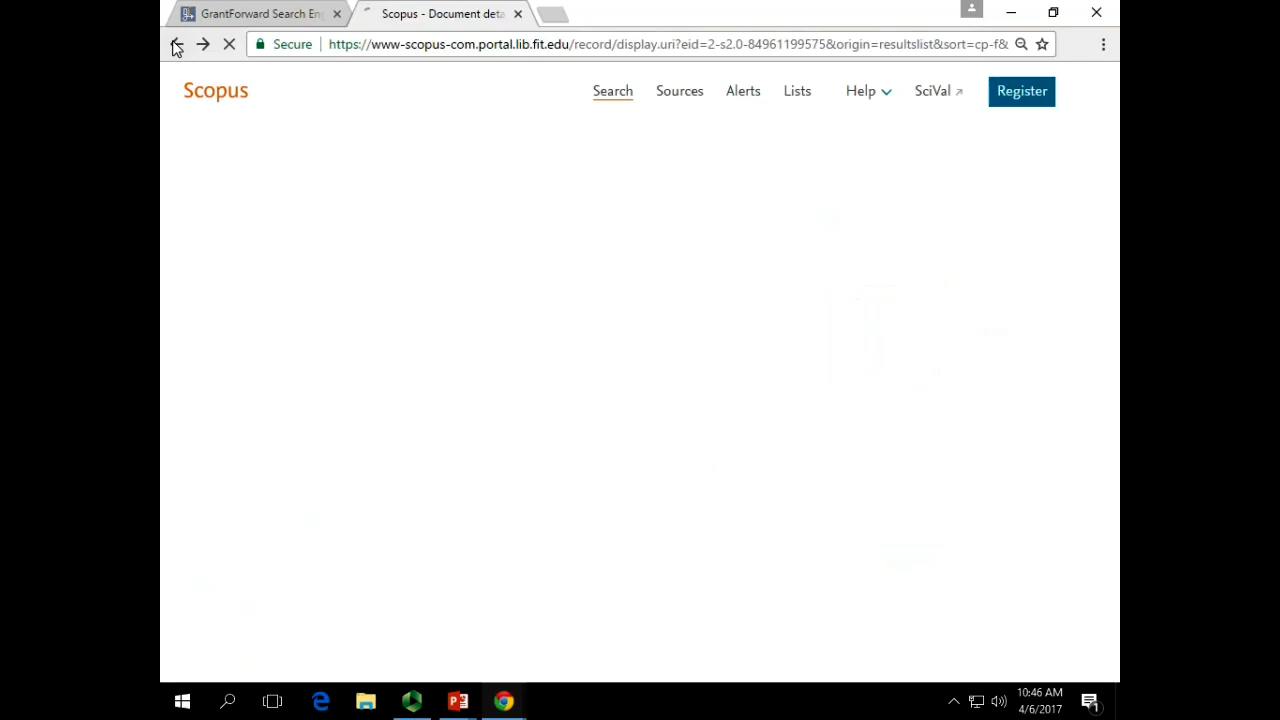 GrantForward Search En
Scopus - Document deta
Secure
https://www-scopus-com.portal.lib.fit.edu/record/display.uri?eid=2-s2.0-84961199575&origin=resultslist&sort=cp-f&
Scopus
Search
Sources
Alerts
Lists
Help
SciVal
Register
10:46 AM
4/6/2017
1